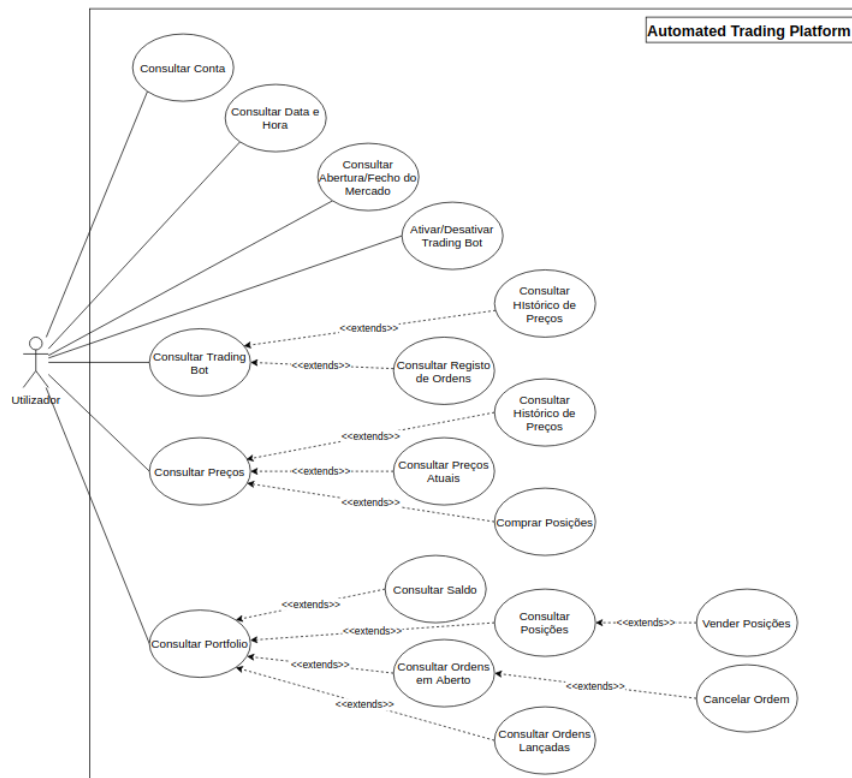 Automated Trading Platform
Consultar Conta
Consultar Data e
Hora
Consultar
Abertura/Fecho do
Mercado
Ativar/Desativar
Trading Bot
Consultar
HIstórico de
Preços
<<extends>>
Consultar Trading
Bot
<<extends>>
Consultar Registo
de Ordens
Utilizador
Consultar
Histórico de
Preços
<<extends>>
Consultar Preços
<<extends>>
Consultar Preços
Atuais
<<extends>>
Comprar Posições
Consultar Saldo
<<extends>>
Consultar
Posições
<<extends>>
Vender Posições
<<extends>>
Consultar Portfolio
<<extends>>
Consultar Ordens
em Aberto
<<extends>>
Cancelar Ordem
<<extends>>
Consultar Ordens
Lançadas